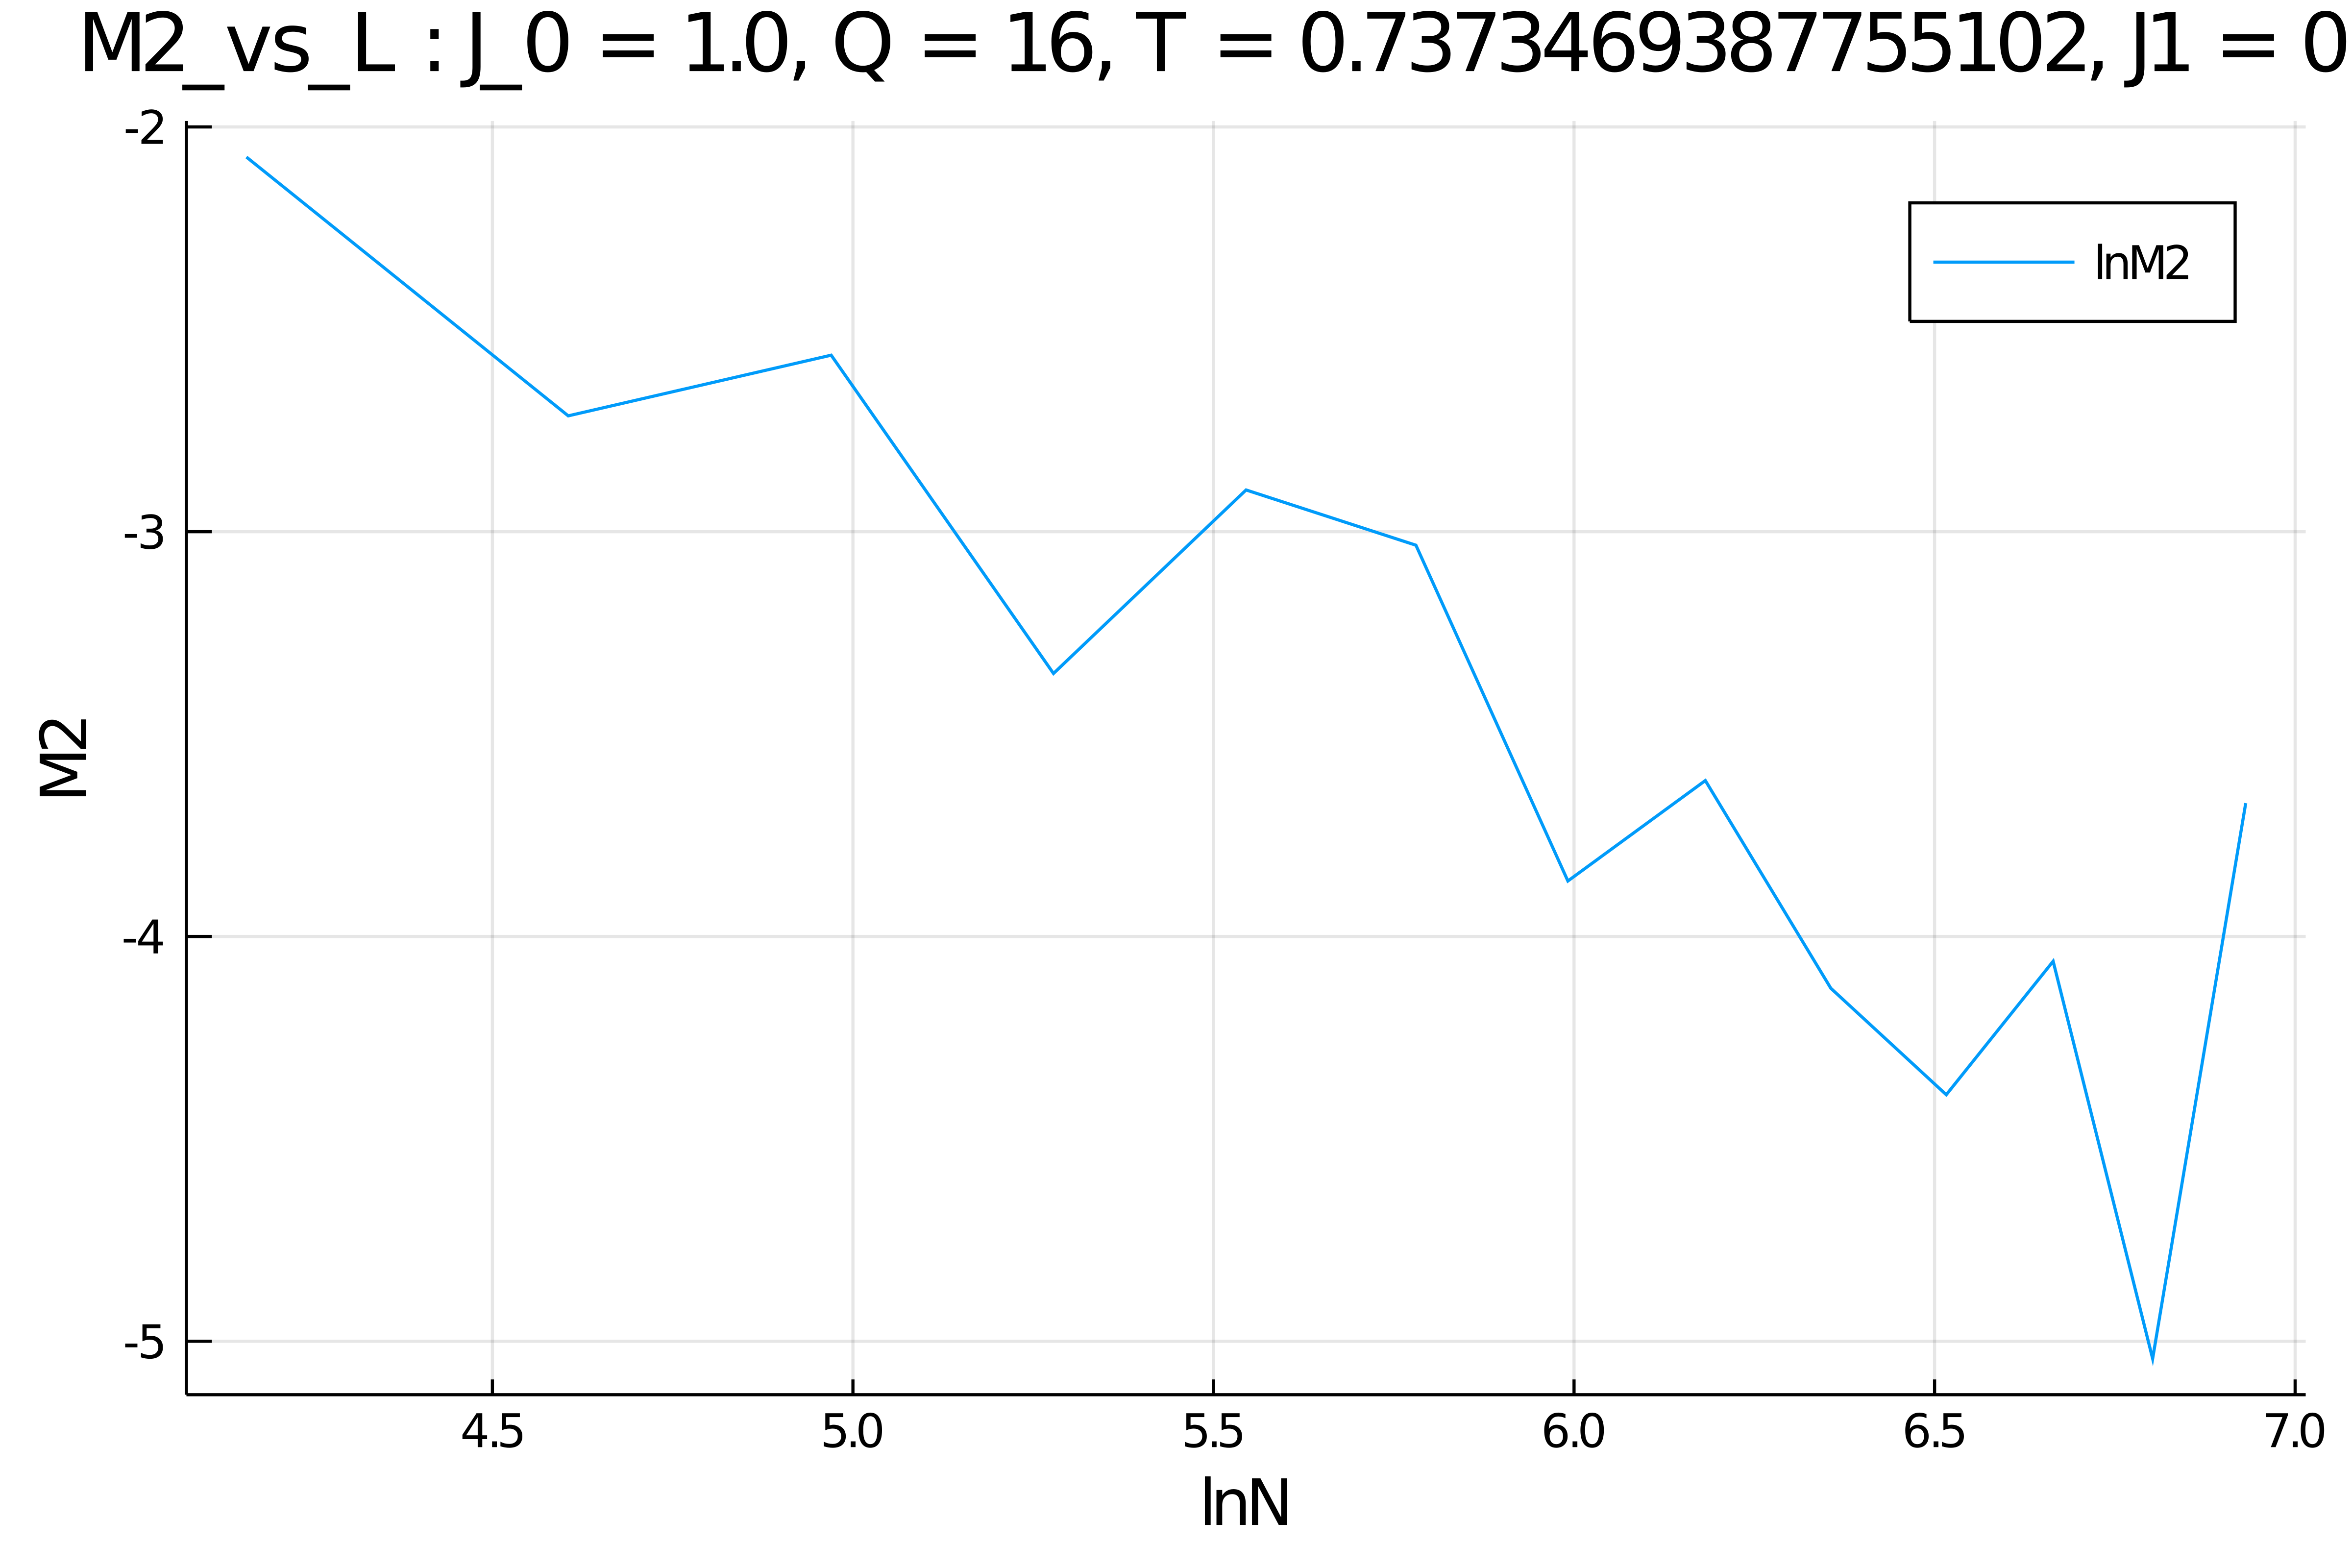 M2_vs_L : J_0 = 1.0, Q = 16, T = 0.7373469387755102, J1 = 0
-2
lnM2
-3
M2
-4
-5
4.5 5.0 5.5 6.0 6.5 7.0
lnN